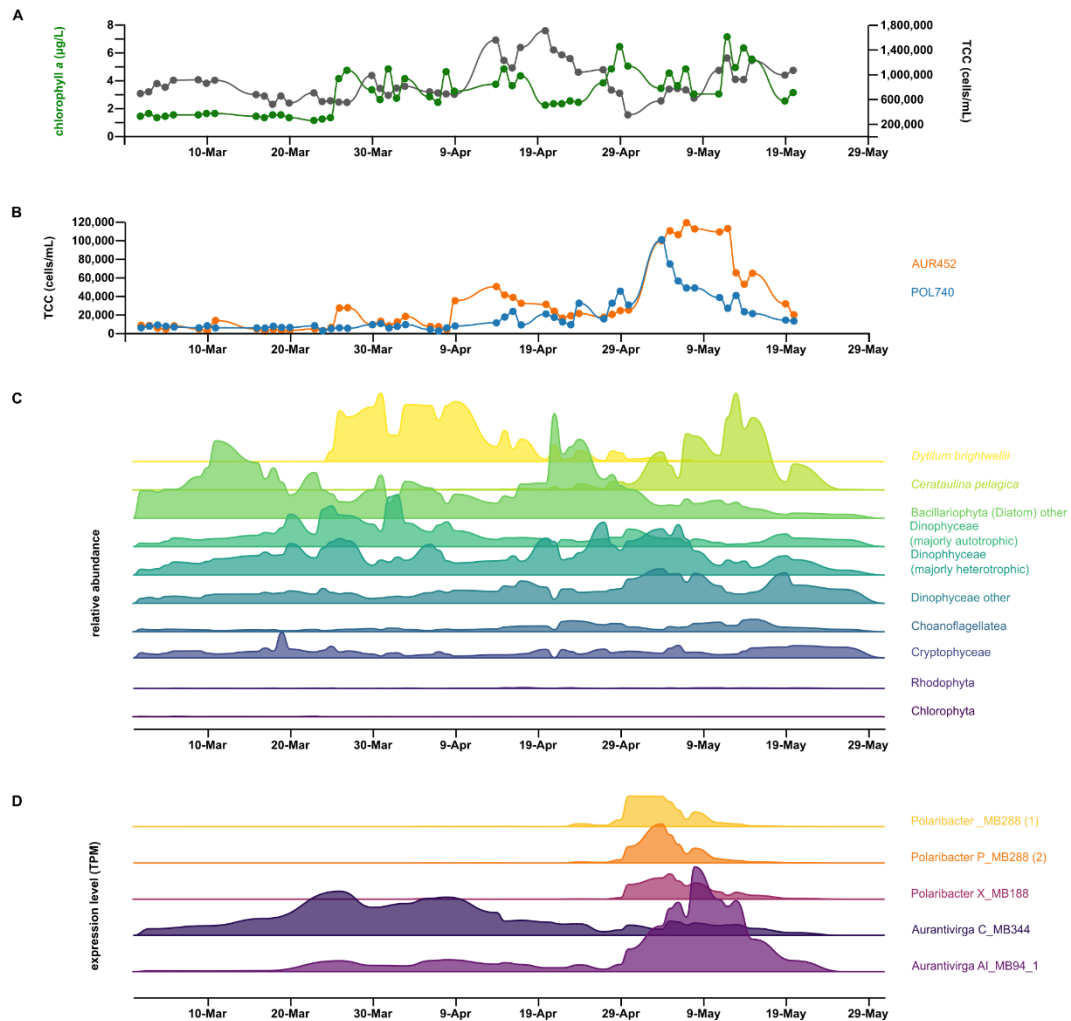 A
chlorophyll a (µg/L)
8
6
4
2
0
1,800,000
1,400,000
1,000,000
600,000
200,000
TCC (cells/mL)
10-Mar 20-Mar 30-Mar 9-Apr 19-Apr 29-Apr 9-May 19-May 29-May
B
TCC (cells/mL)
120,000
100,000
80,000
60,000
40,000
20,000
0
AUR452
POL740
10-Mar 20-Mar 30-Mar 9-Apr 19-Apr 29-Apr 9-May 19-May 29-May
C
relative abundance
Dytilum brightwellii
Cerataulina pelagica
Bacillariophyta (Diatom) other
Dinophyceae
(majorly autotrophic)
Dinophhyceae
(majorly heterotrophic)
Dinophyceae other
Choanoflagellatea
Cryptophyceae
Rhodophyta
Chlorophyta
10-Mar 20-Mar 30-Mar 9-Apr 19-Apr 29-Apr 9-May 19-May 29-May
D
expression level (TPM)
Polaribacter _MB288 (1)
Polaribacter P_MB288 (2)
Polaribacter X_MB188
Aurantivirga C_MB344
Aurantivirga AI_MB94_1
10-Mar 20-Mar 30-Mar 9-Apr 19-Apr 29-Apr 9-May 19-May 29-May